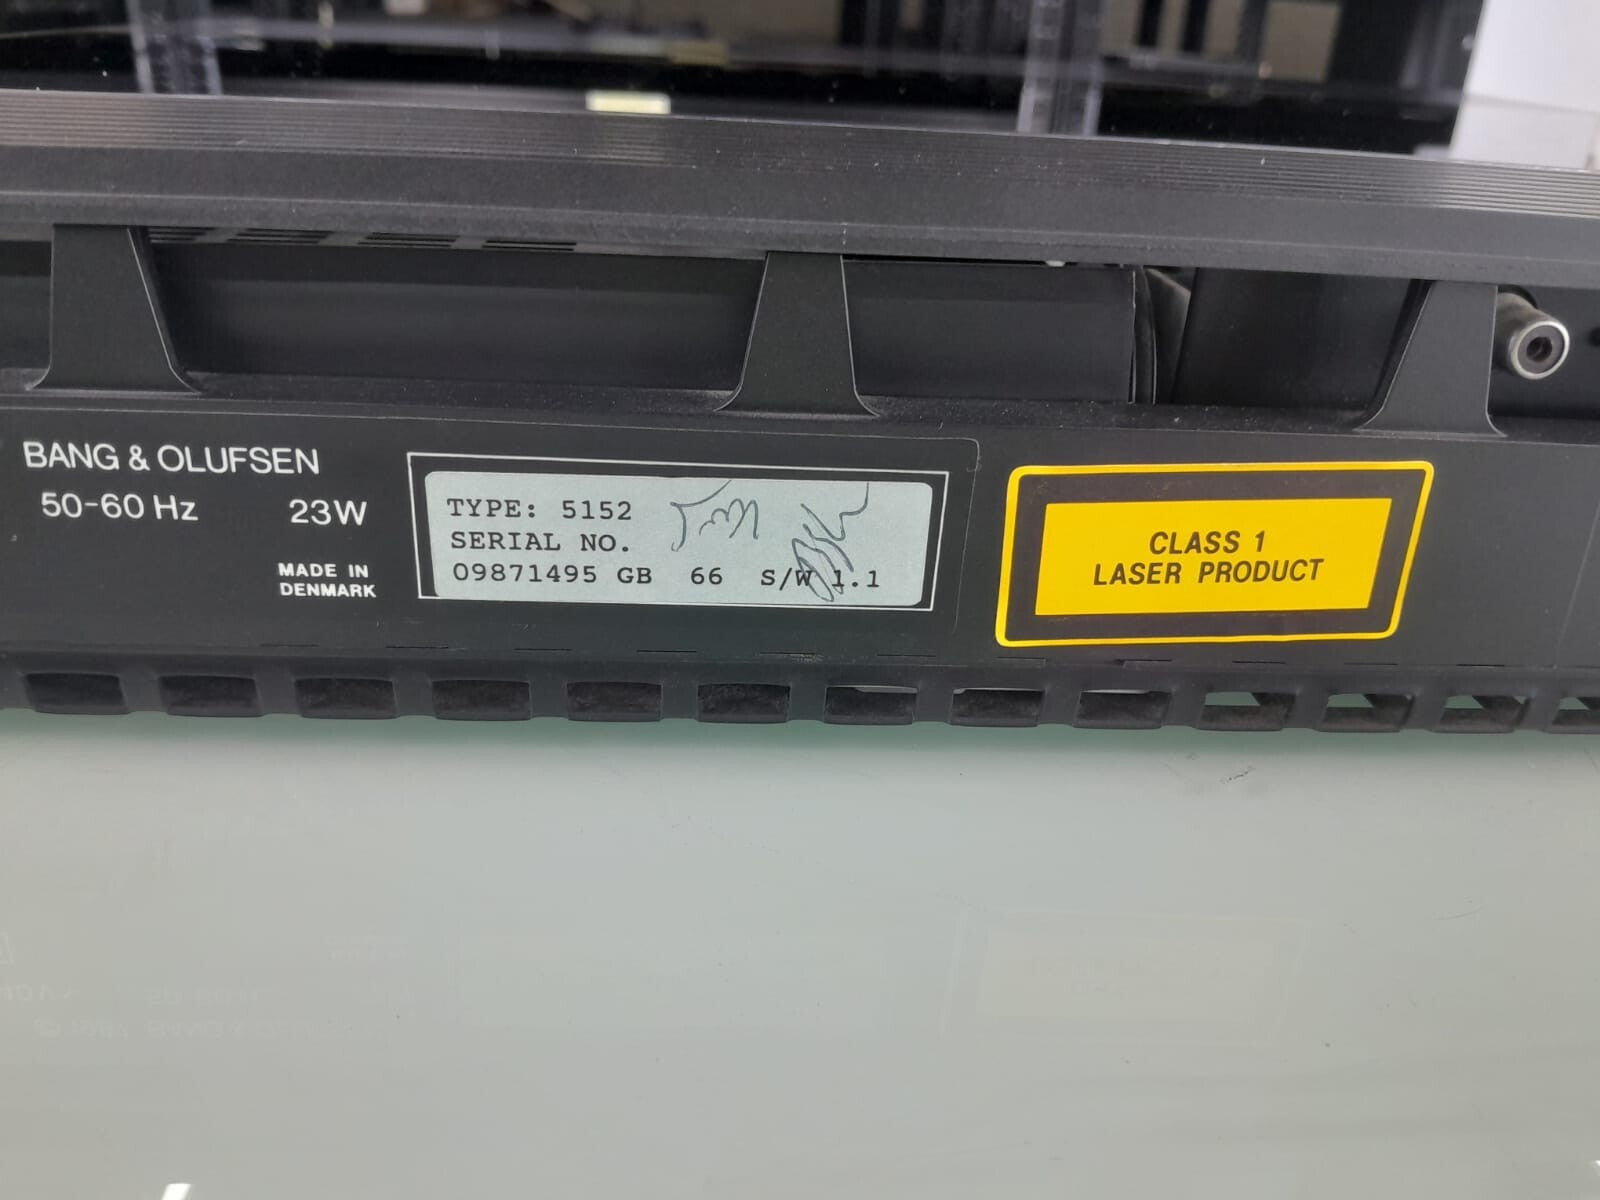 BANG & OLUFSEN
50-60 Hz 23W
MADE IN
DENMARK
TYPE: 5152
SERIAL NO.
09871495 GB 66 S/W 1.1
CLASS 1
LASER PRODUCT